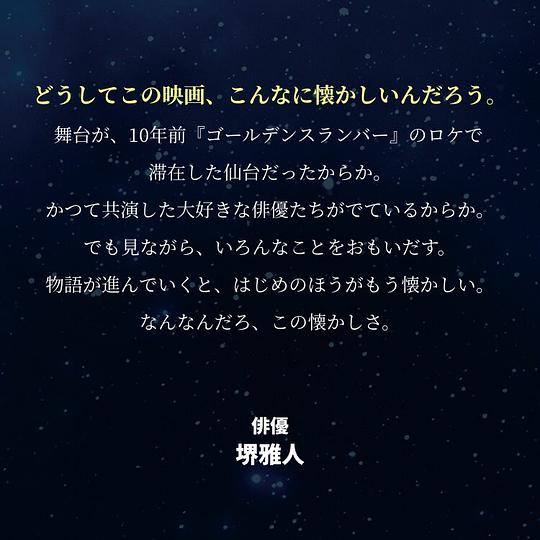 どうしてこの映画、こんなに懐かしいんだろう。
舞台が、10年前『ゴールデンスランバー』のロケで
滞在した仙台だったからか。
かつて共演した大好きな俳優たちがでているからか。
でも見ながら、いろんなことをおもいだす。
物語が進んでいくと、はじめのほうがもう懐かしい。
なんなんだろ、この懐かしさ。
俳優
堺雅人